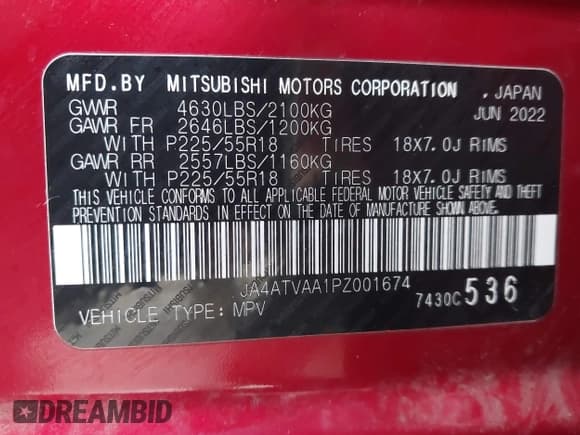 MFD.BY MITSUBISHI MOTORS CORPORATION . JAPAN
GVWR 4630LBS/2100KG JUN 2022
GAWR FR 2646LBS/1200KG
WITH P225/55R18 TIRES 18X7.0J RIMS
GAWR RR 2557LBS/1160KG
WITH P225/55R18 TIRES 18X7.0J RIMS
THIS VEHICLE CONFORMS TO ALL APPLICABLE FEDERAL MOTOR VEHICLE SAFETY AND THEFT
PREVENTION STANDARDS IN EFFECT ON THE DATE OF MANUFACTURE SHOWN ABOVE.
JA4ATVAA1PZ001674
7430C 536
VEHICLE TYPE: MPV
DREAMBID